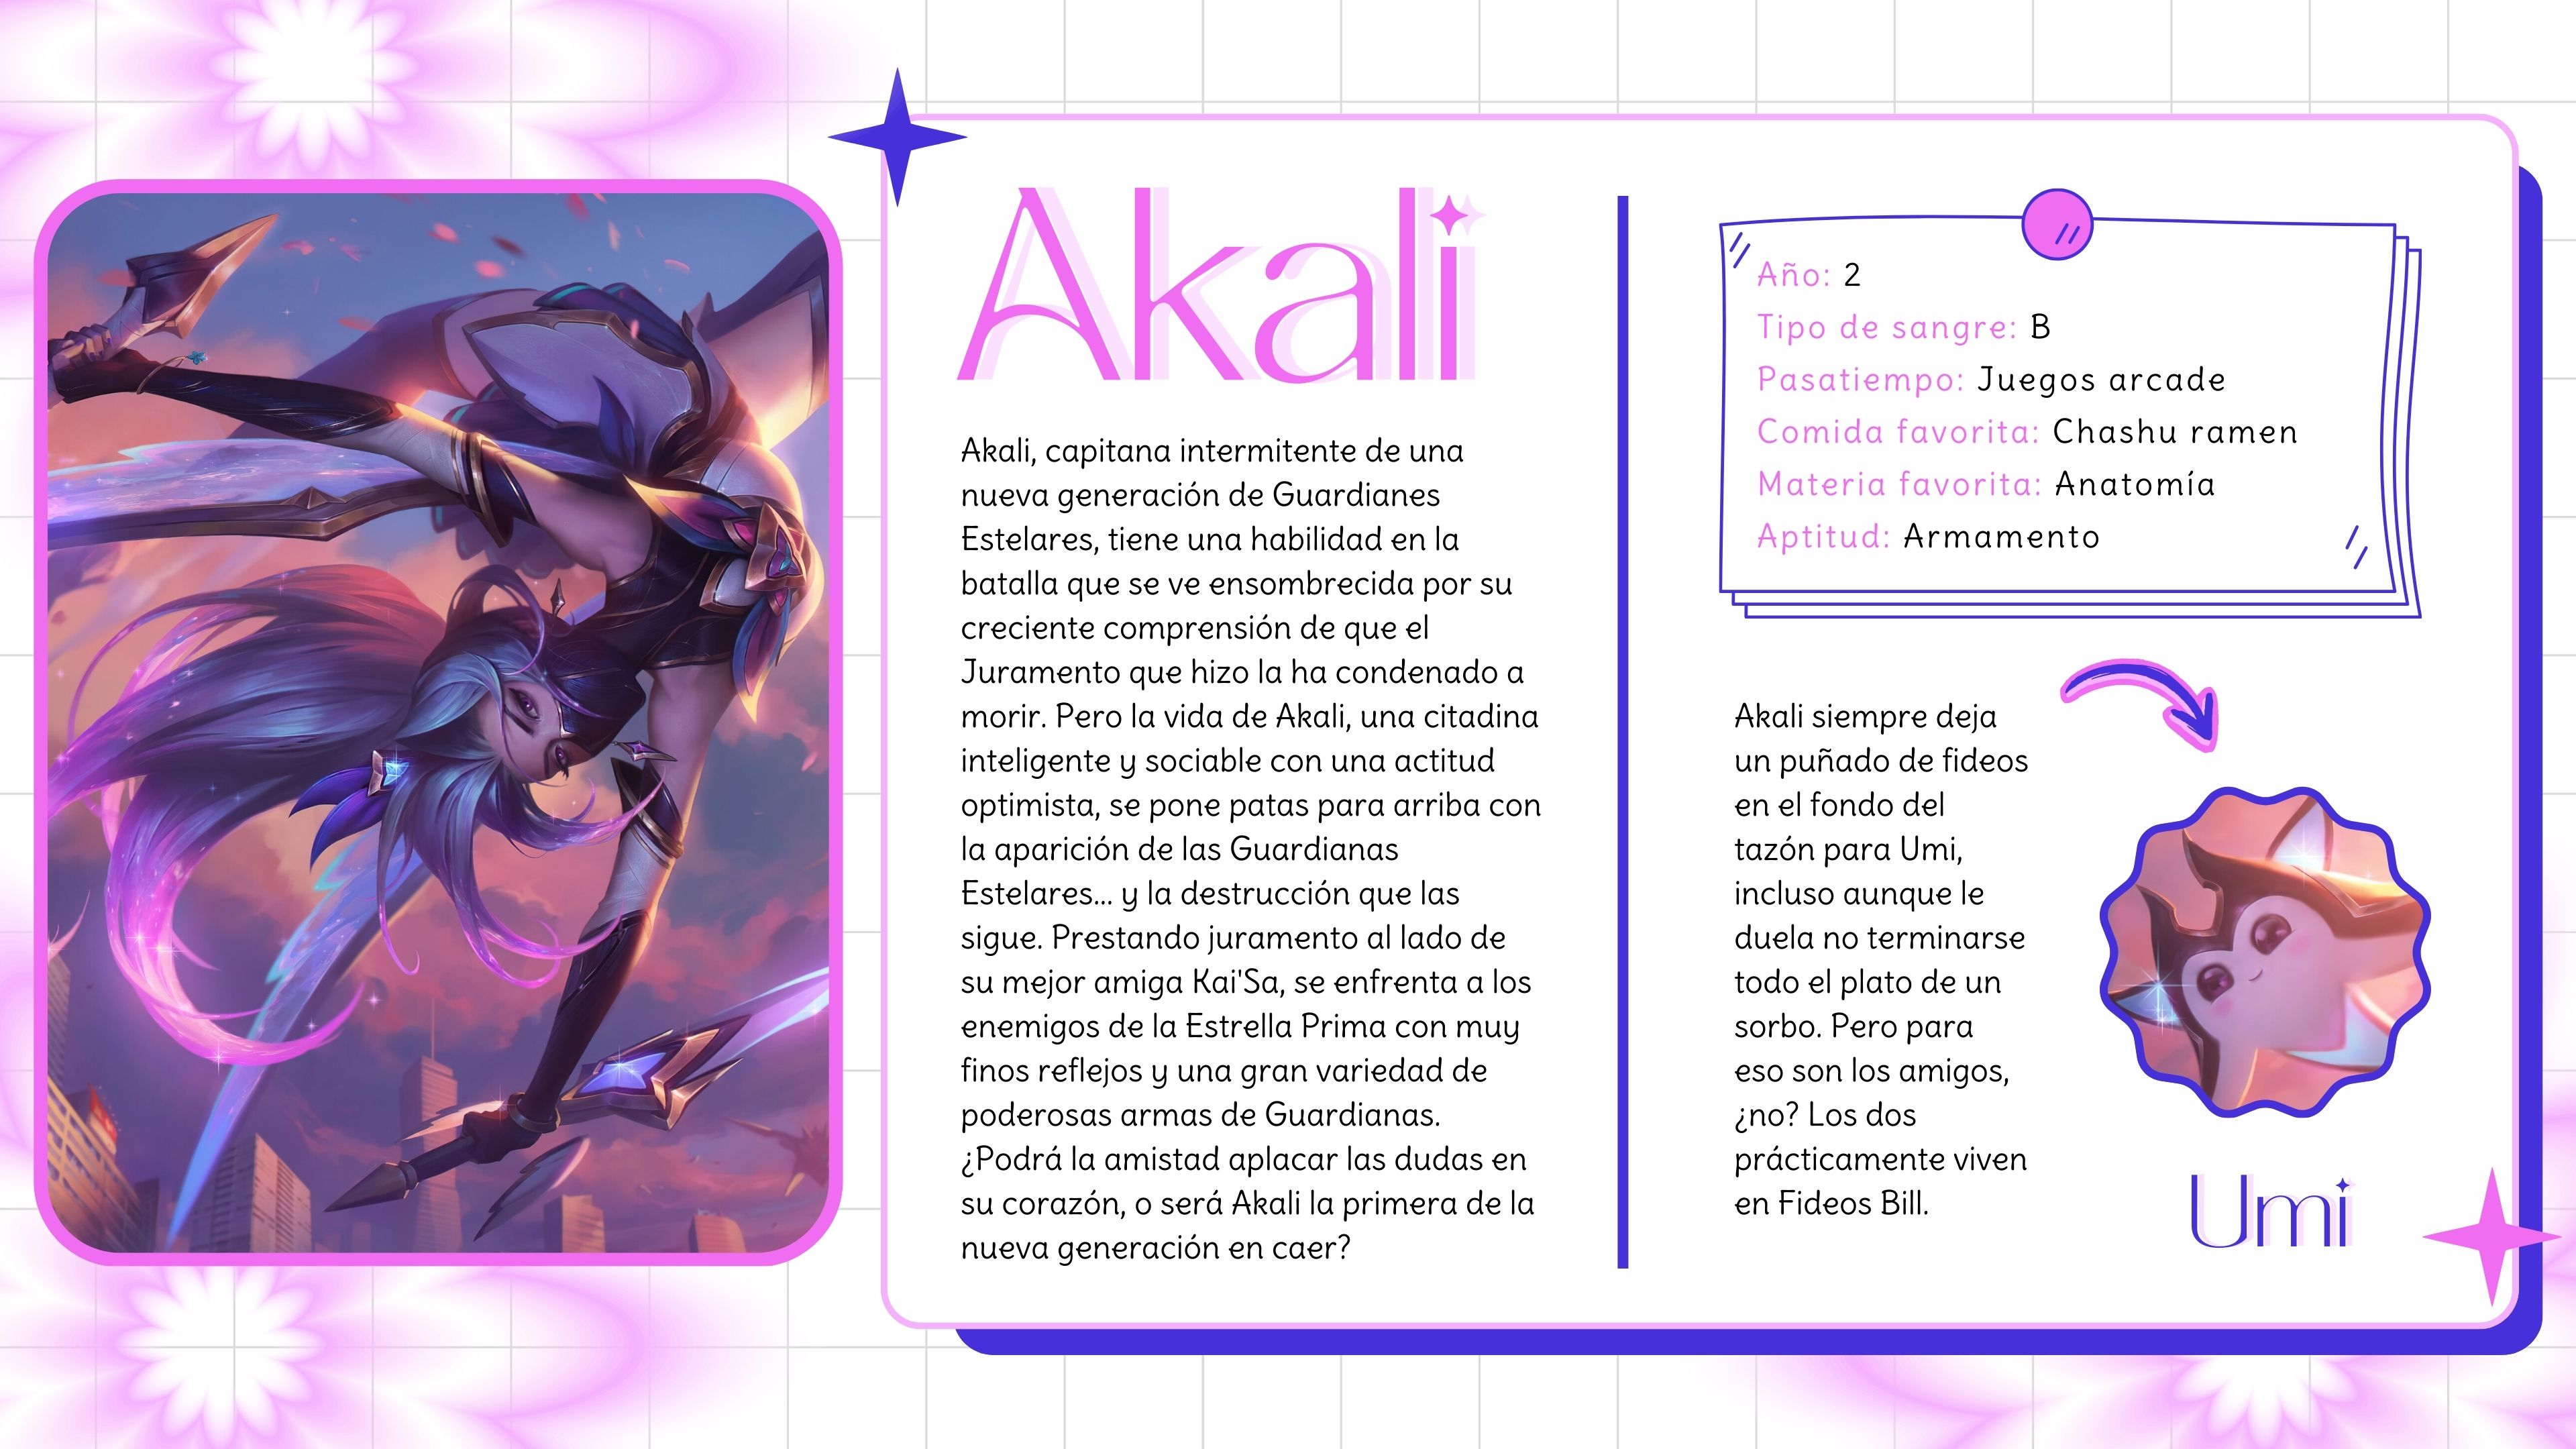 Akali
Akali, capitana intermitente de una
nueva generación de Guardianes
Estelares, tiene una habilidad en la
batalla que se ve ensombrecida por su
creciente comprensión de que el
Juramento que hizo la ha condenado a
morir. Pero la vida de Akali, una citadina
inteligente y sociable con una actitud
optimista, se pone patas para arriba con
la aparición de las Guardianas
Estelares... y la destrucción que las
sigue. Prestando juramento al lado de
su mejor amiga Kai'Sa, se enfrenta a los
enemigos de la Estrella Prima con muy
finos reflejos y una gran variedad de
poderosas armas de Guardianas.
¿Podrá la amistad aplacar las dudas en
su corazón, o será Akali la primera de la
nueva generación en caer?
Año: 2
Tipo de sangre: B
Pasatiempo: Juegos arcade
Comida favorita: Chashu ramen
Materia favorita: Anatomía
Aptitud: Armamento
Akali siempre deja
un puñado de fideos
en el fondo del
tazón para Umi,
incluso aunque le
duela no terminarse
todo el plato de un
sorbo. Pero para
eso son los amigos,
¿no? Los dos
prácticamente viven
en Fideos Bill.
Umi